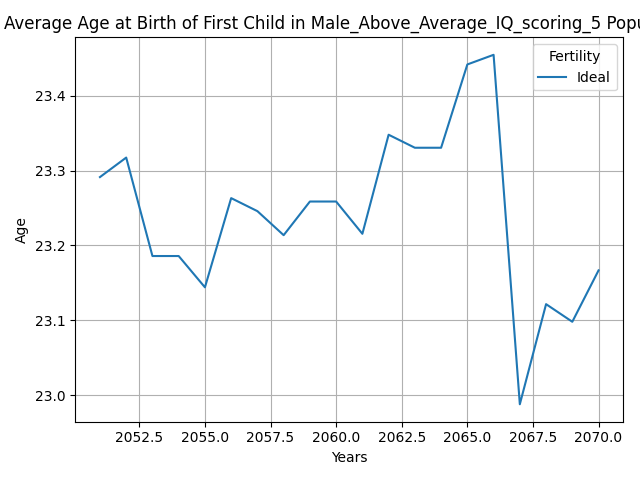 Average Age at Birth of First Child in Male_Above_Average_IQ_scoring_5 Popu
Fertility
Ideal
23.4
23.3
23.2
23.1
23.0
Age
2052.5 2055.0 2057.5 2060.0 2062.5 2065.0 2067.5 2070.0
Years